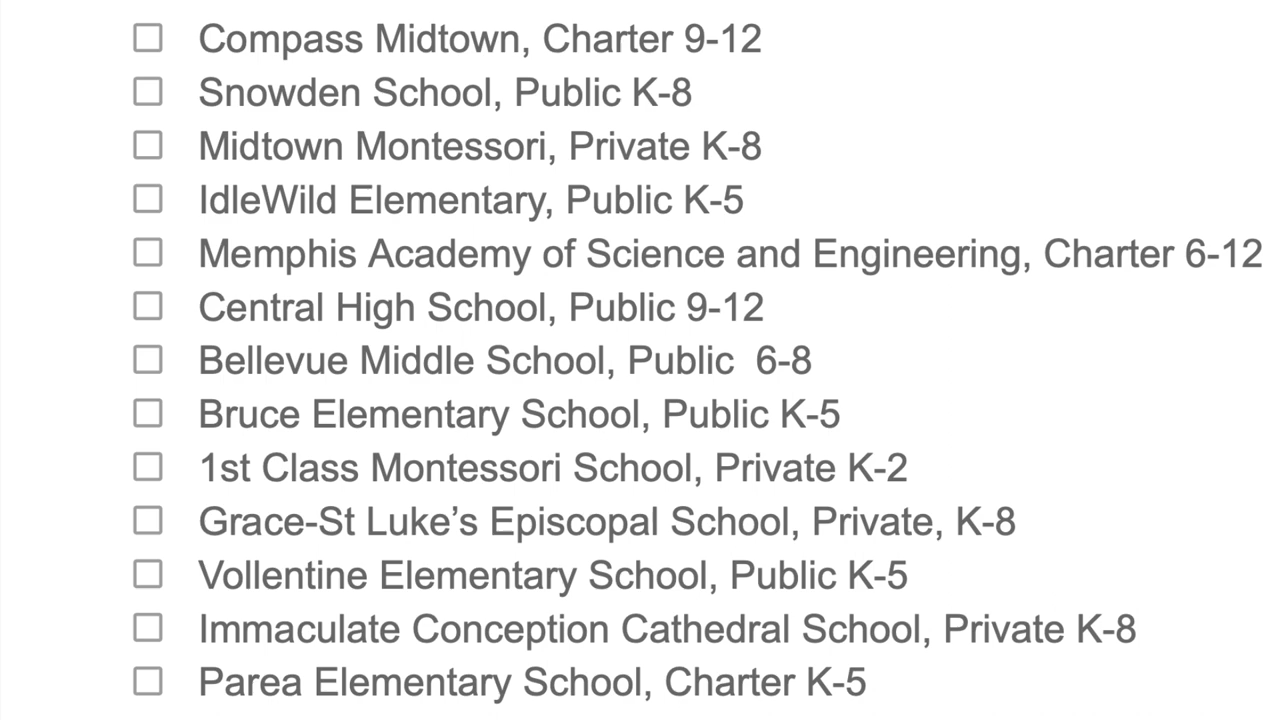 Compass Midtown, Charter 9-12
Snowden School, Public K-8
Midtown Montessori, Private K-8
IdleWild Elementary, Public K-5
Memphis Academy of Science and Engineering, Charter 6-12
Central High School, Public 9-12
Bellevue Middle School, Public  6-8
Bruce Elementary School, Public K-5
1st Class Montessori School, Private K-2
Grace-St Luke’s Episcopal School, Private, K-8
Vollentine Elementary School, Public K-5
Immaculate Conception Cathedral School, Private K-8
Parea Elementary School, Charter K-5